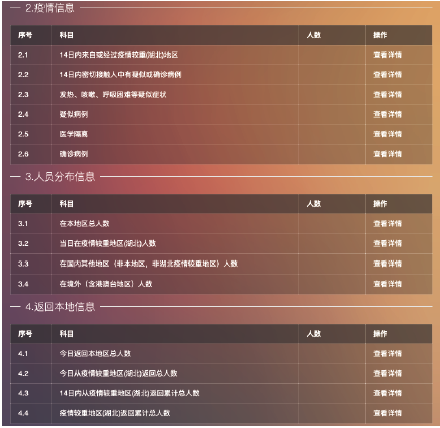 2.疫情信息
序号 科目 人数 操作
2.1 14日内来自或经过疫情较重(湖北)地区 查看详情
2.2 14日内密切接触人中有疑似或确诊病例 查看详情
2.3 发热、咳嗽、呼吸困难等疑似症状 查看详情
2.4 疑似病例 查看详情
2.5 医学隔离 查看详情
2.6 确诊病例 查看详情
3.人员分布信息
序号 科目 人数 操作
3.1 在本地区总人数 查看详情
3.2 当日在疫情较重地区(湖北)人数 查看详情
3.3 在国内其他地区（非本地区，非湖北疫情较重地区）人数 查看详情
3.4 在境外（含港澳台地区）人数 查看详情
4.返回本地信息
序号 科目 人数 操作
4.1 今日返回本地区总人数 查看详情
4.2 今日从疫情较重地区(湖北)返回总人数 查看详情
4.3 14日内从疫情较重地区(湖北)返回累计总人数 查看详情
4.4 疫情较重地区(湖北)返回累计总人数 查看详情